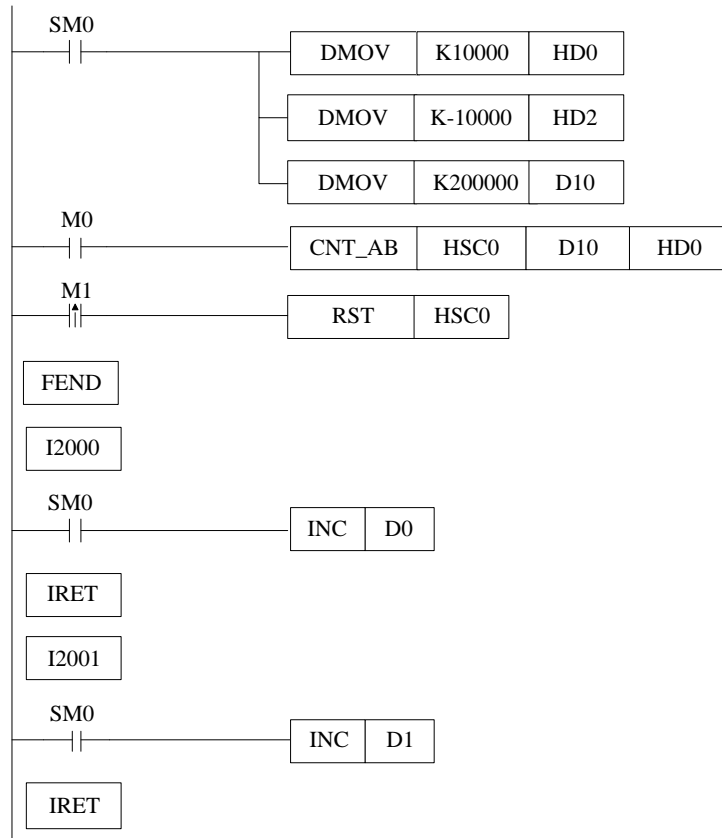 SM0
DMOV K10000 HD0
DMOV K-10000 HD2
DMOV K200000 D10
M0
CNT_AB HSC0 D10 HD0
M1
RST HSC0
FEND
I2000
SM0
INC D0
IRET
I2001
SM0
INC D1
IRET